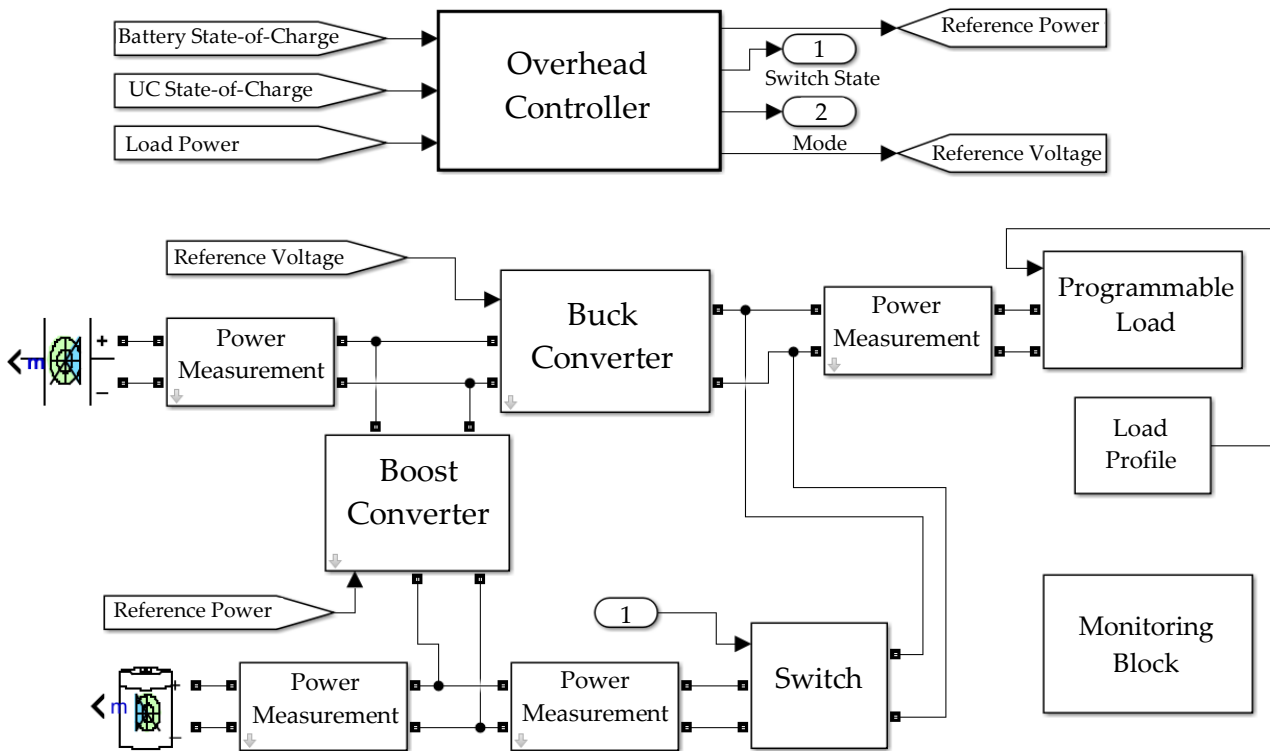 Battery State-of-Charge
UC State-of-Charge
Load Power
Overhead
Controller
Reference Power
1
Switch State
2
Mode
Reference Voltage
Reference Voltage
Buck
Converter
Power
Measurement
Programmable
Load
+
m
−
Power
Measurement
Load
Profile
Boost
Converter
Reference Power
1
Monitoring
Block
+
m
−
Power
Measurement
Power
Measurement
Switch